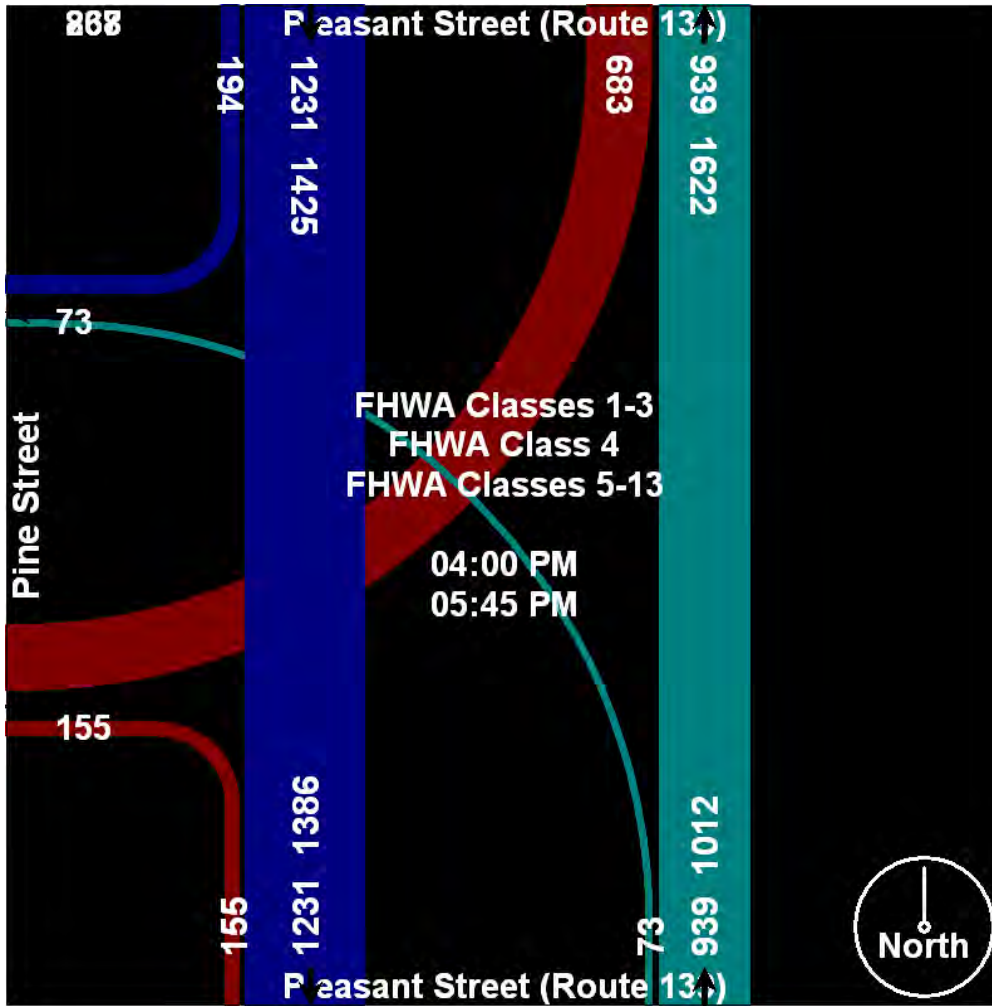 Pleasant Street (Route 138)
194
1231 1425
683
939 1622
73
FHWA Classes 1-3
FHWA Class 4
FHWA Classes 5-13
Pine Street
04:00 PM
05:45 PM
155
155
1231 1386
73
939 1012
North
Pleasant Street (Route 138)